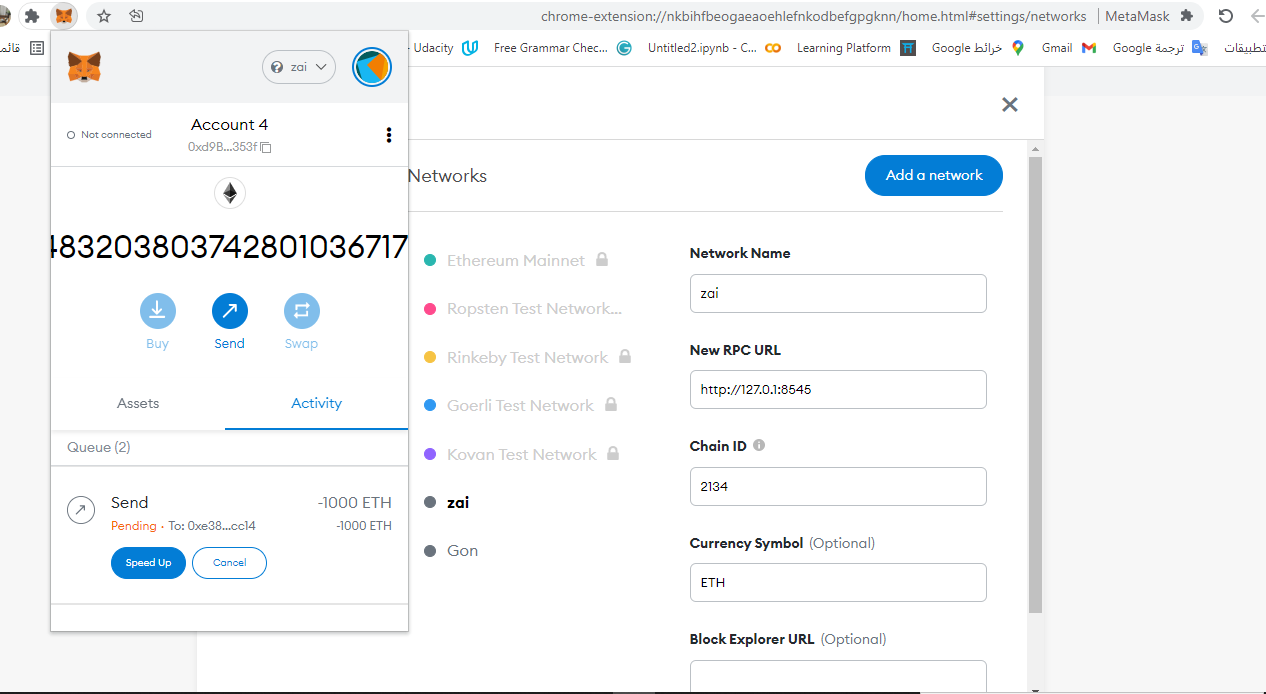 chrome-extension://nkbihfbeogaeaoehlefnkodbefgpgknn/home.html#settings/networks | MetaMask
قائم
Udacity
Free Grammar Chec...
Untitled2.ipynb - C...
Learning Platform
خرائط Google
Gmail
ترجمة Google
تطبيقات
zai
Not connected
Account 4
0xd9B...353f
483203803742801036717
Buy
Send
Swap
Assets
Activity
Queue (2)
Send
-1000 ETH
Pending · To: 0xe38...cc14
-1000 ETH
Speed Up
Cancel
Networks
Add a network
Ethereum Mainnet
Ropsten Test Network...
Rinkeby Test Network
Goerli Test Network
Kovan Test Network
zai
Gon
Network Name
zai
New RPC URL
http://127.0.1:8545
Chain ID
2134
Currency Symbol (Optional)
ETH
Block Explorer URL (Optional)